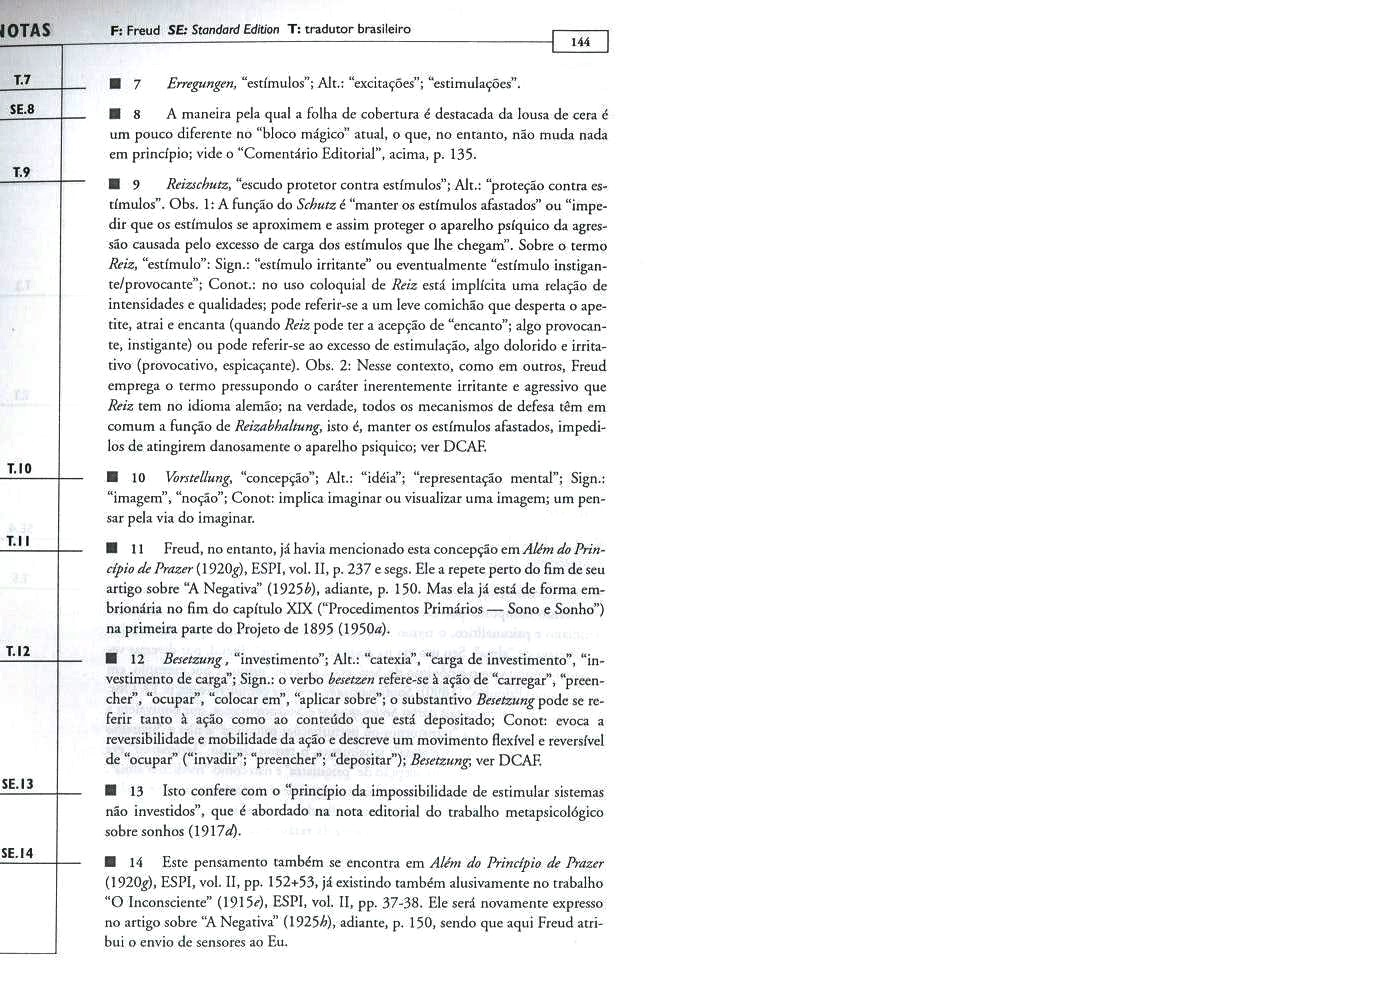 NOTAS
F: Freud SE: Standard Edition T: tradutor brasileiro
144
T.7
■ 7 Erregungen, “estímulos”; Alt.: “excitações”; “estimulações”.
SE.8
■ 8 A maneira pela qual a folha de cobertura é destacada da lousa de cera é
um pouco diferente no “bloco mágico” atual, o que, no entanto, não muda nada
em princípio; vide o “Comentário Editorial”, acima, p. 135.
T.9
■ 9 Reizschutz, “escudo protetor contra estímulos”; Alt.: “proteção contra es-
tímulos”. Obs. 1: A função do Schutz é “manter os estímulos afastados” ou “impe-
dir que os estímulos se aproximem e assim proteger o aparelho psíquico da agres-
são causada pelo excesso de carga dos estímulos que lhe chegam”. Sobre o termo
Reiz, “estímulo”: Sign.: “estímulo irritante” ou eventualmente “estímulo instigan-
te/provocante”; Conot.: no uso coloquial de Reiz está implícita uma relação de
intensidades e qualidades; pode referir-se a um leve comichão que desperta o ape-
tite, atrai e encanta (quando Reiz pode ter a acepção de “encanto”; algo provocan-
te, instigante) ou pode referir-se ao excesso de estimulação, algo dolorido e irrita-
tivo (provocativo, espicaçante). Obs. 2: Nesse contexto, como em outros, Freud
emprega o termo pressupondo o caráter inerentemente irritante e agressivo que
Reiz tem no idioma alemão; na verdade, todos os mecanismos de defesa têm em
comum a função de Reizabhaltung, isto é, manter os estímulos afastados, impedi-
los de atingirem danosamente o aparelho psiquico; ver DCAF.
T.10
■ 10 Vorstellung, “concepção”; Alt.: “idéia”; “representação mental”; Sign.:
“imagem”, “noção”; Conot: implica imaginar ou visualizar uma imagem; um pen-
sar pela via do imaginar.
T.11
■ 11 Freud, no entanto, já havia mencionado esta concepção em Além do Prin-
cípio de Prazer (1920g), ESPI, vol. II, p. 237 e segs. Ele a repete perto do fim de seu
artigo sobre “A Negativa” (1925h), adiante, p. 150. Mas ela já está de forma em-
brionária no fim do capítulo XIX (“Procedimentos Primários — Sono e Sonho”)
na primeira parte do Projeto de 1895 (1950a).
T.12
■ 12 Besetzung, “investimento”; Alt.: “catexia”, “carga de investimento”, “in-
vestimento de carga”; Sign.: o verbo besetzen refere-se à ação de “carregar”, “preen-
cher”, “ocupar”, “colocar em”, “aplicar sobre”; o substantivo Besetzung pode se re-
ferir tanto à ação como ao conteúdo que está depositado; Conot: evoca a
reversibilidade e mobilidade da ação e descreve um movimento flexível e reversível
de “ocupar” (“invadir”; “preencher”; “depositar”); Besetzung; ver DCAF.
SE.13
■ 13 Isto confere com o “princípio da impossibilidade de estimular sistemas
não investidos”, que é abordado na nota editorial do trabalho metapsicológico
sobre sonhos (1917d).
SE.14
■ 14 Este pensamento também se encontra em Além do Princípio de Prazer
(1920g), ESPI, vol. II, pp. 152+53, já existindo também alusivamente no trabalho
“O Inconsciente” (1915e), ESPI, vol. II, pp. 37-38. Ele será novamente expresso
no artigo sobre “A Negativa” (1925h), adiante, p. 150, sendo que aqui Freud atri-
bui o envio de sensores ao Eu.